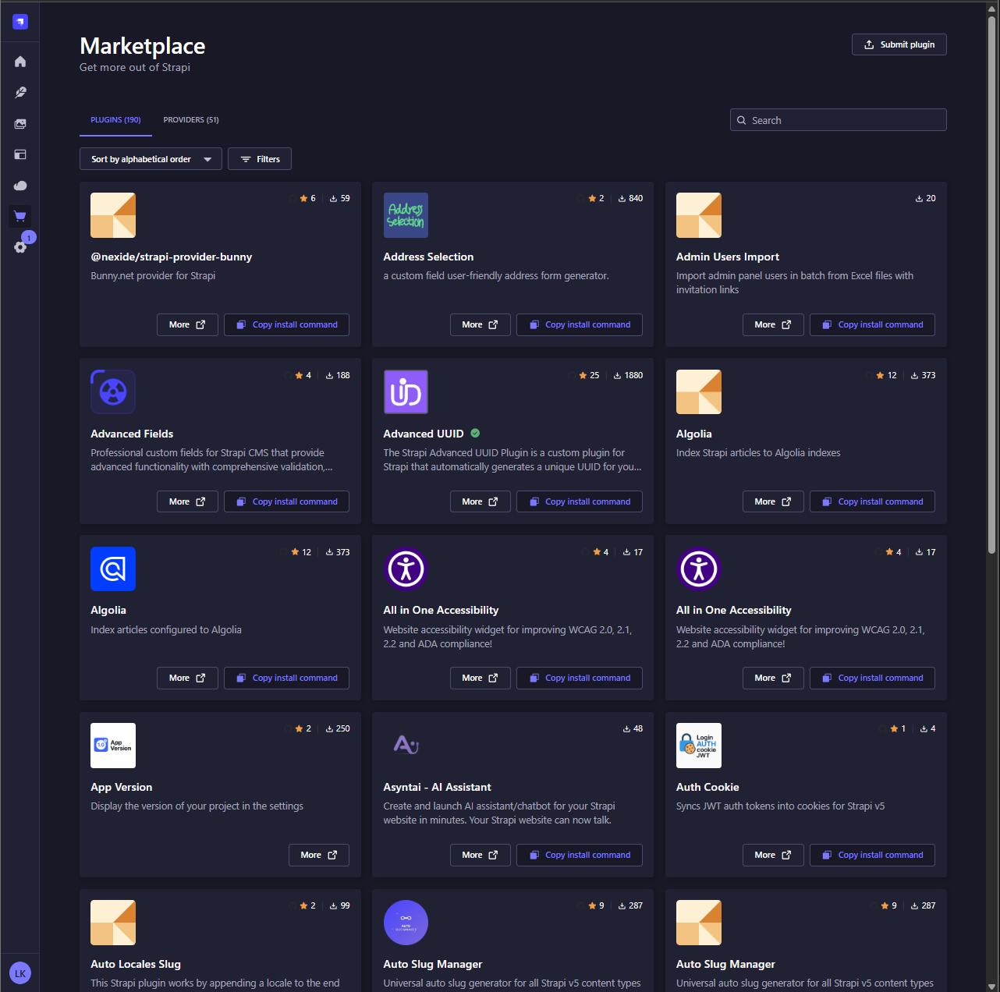 Marketplace
Get more out of Strapi
Submit plugin
PLUGINS (190)
PROVIDERS (51)
Search
Sort by alphabetical order
Filters
6
59
@nexide/strapi-provider-bunny
Bunny.net provider for Strapi
More
Copy install command
Address
Selection
2
840
Address Selection
a custom field user-friendly address form generator.
More
Copy install command
20
Admin Users Import
Import admin panel users in batch from Excel files with
invitation links
More
Copy install command
4
188
Advanced Fields
Professional custom fields for Strapi CMS that provide
advanced functionality with comprehensive validation,...
More
Copy install command
UID
25
1880
Advanced UUID
The Strapi Advanced UUID Plugin is a custom plugin for
Strapi that automatically generates a unique UUID for you...
More
Copy install command
12
373
Algolia
Index Strapi articles to Algolia indexes
More
Copy install command
12
373
Algolia
Index articles configured to Algolia
More
Copy install command
4
17
All in One Accessibility
Website accessibility widget for improving WCAG 2.0, 2.1,
2.2 and ADA compliance!
More
Copy install command
4
17
All in One Accessibility
Website accessibility widget for improving WCAG 2.0, 2.1,
2.2 and ADA compliance!
More
Copy install command
1.0
App
Version
2
250
App Version
Display the version of your project in the settings
More
48
Asyntai - AI Assistant
Create and launch AI assistant/chatbot for your Strapi
website in minutes. Your Strapi website can now talk.
More
Copy install command
Login
AUTH
cookie
JWT
1
4
Auth Cookie
Syncs JWT auth tokens into cookies for Strapi v5
More
Copy install command
2
99
Auto Locales Slug
This Strapi plugin works by appending a locale to the end
AUTO
9
287
Auto Slug Manager
Universal auto slug generator for all Strapi v5 content types
9
287
Auto Slug Manager
Universal auto slug generator for all Strapi v5 content types
1
LK